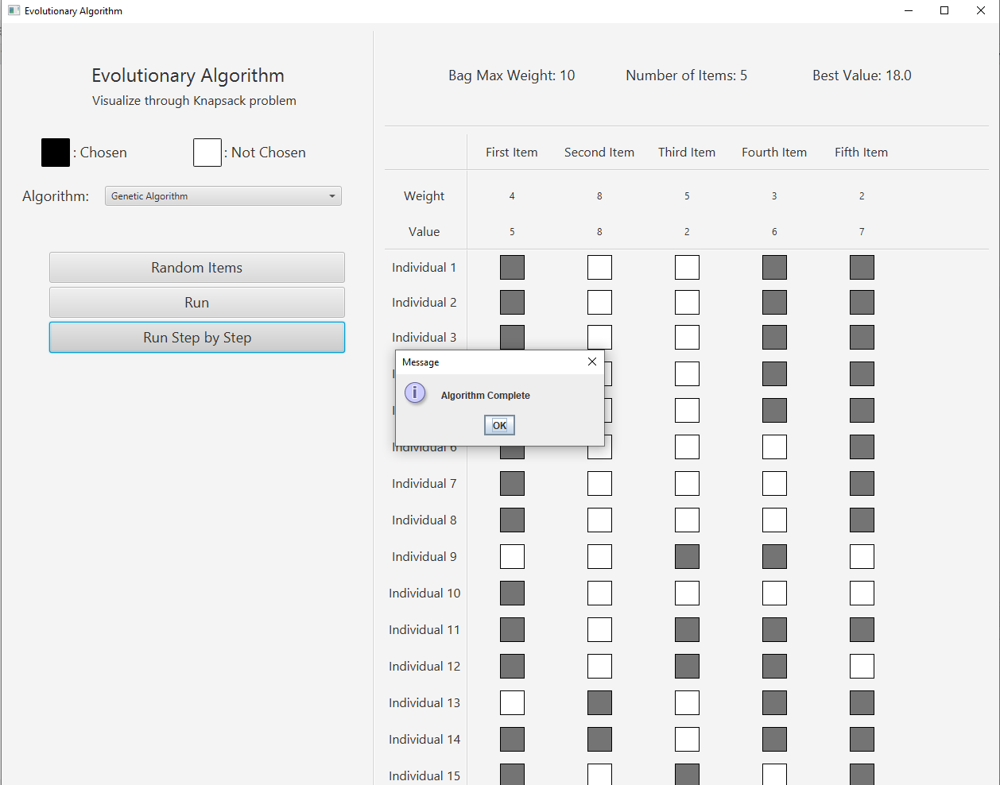 Evolutionary Algorithm
Evolutionary Algorithm
Visualize through Knapsack problem
: Chosen
: Not Chosen
Algorithm:
Genetic Algorithm
Random Items
Run
Run Step by Step
Bag Max Weight: 10
Number of Items: 5
Best Value: 18.0
First Item Second Item Third Item Fourth Item Fifth Item
Weight 4 8 5 3 2
Value 5 8 2 6 7
Individual 1
Individual 2
Individual 3
Message
Algorithm Complete
OK
Individual 6
Individual 7
Individual 8
Individual 9
Individual 10
Individual 11
Individual 12
Individual 13
Individual 14
Individual 15